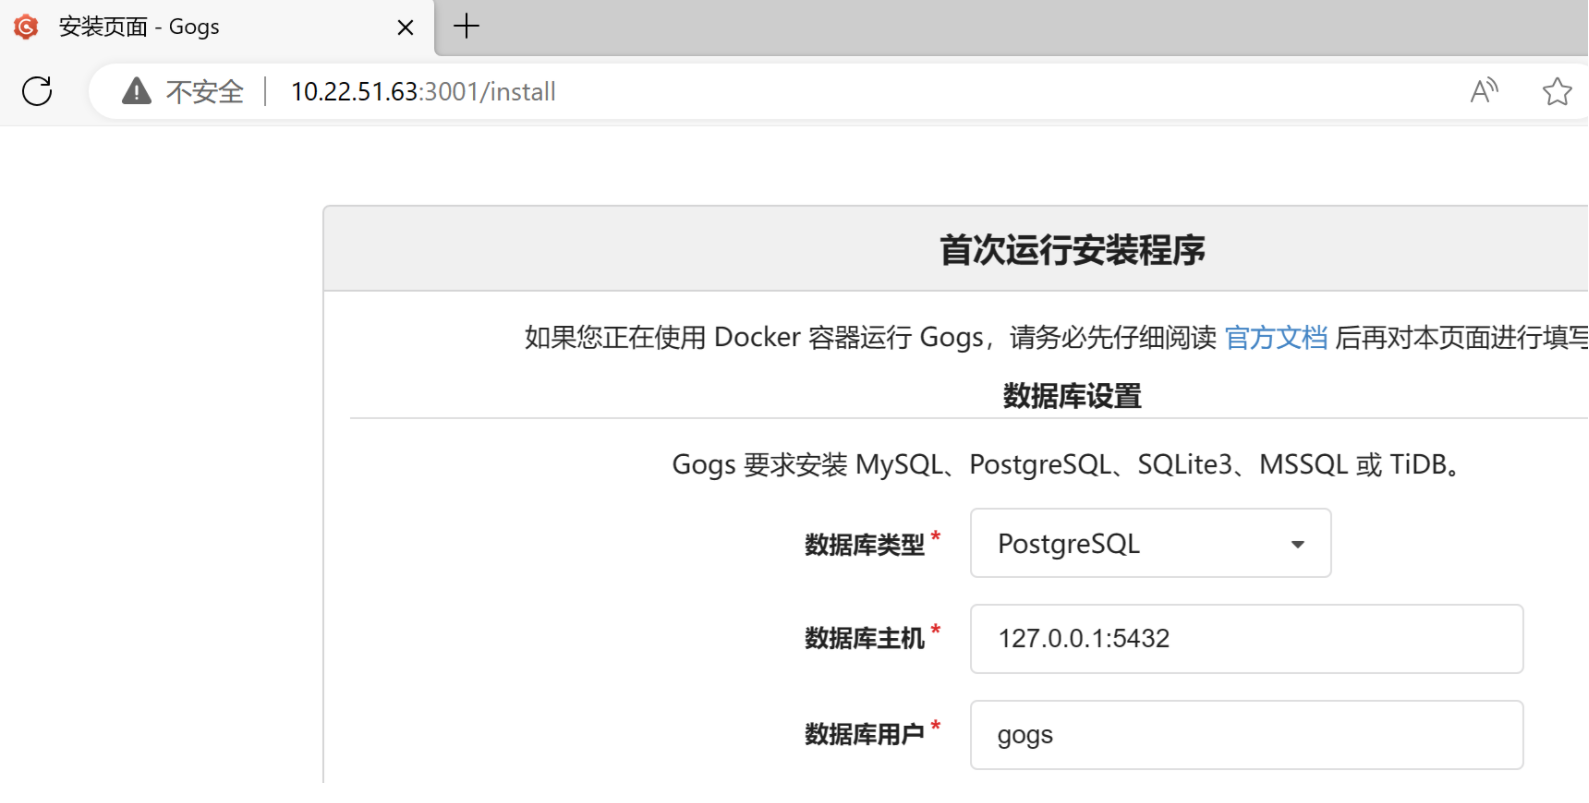 安装页面 - Gogs
不安全 10.22.51.63:3001/install
首次运行安装程序
如果您正在使用 Docker 容器运行 Gogs，请务必先仔细阅读 官方文档 后再对本页面进行填写
数据库设置
Gogs 要求安装 MySQL、PostgreSQL、SQLite3、MSSQL 或 TiDB。
数据库类型* PostgreSQL
数据库主机* 127.0.0.1:5432
数据库用户* gogs